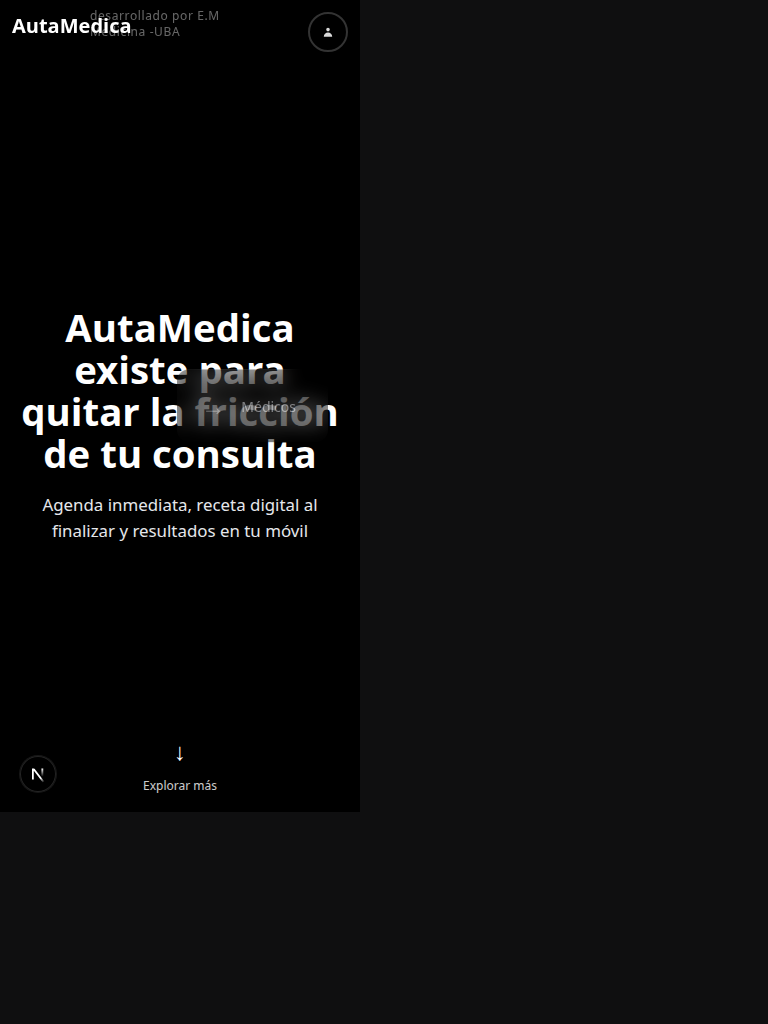 desarrollado por E.M
AutaMedica
Medicina -UBA
AutaMedica
existe para
quitar la fricción
de tu consulta
→ Médicos
Agenda inmediata, receta digital al
finalizar y resultados en tu móvil
↓
Explorar más
N